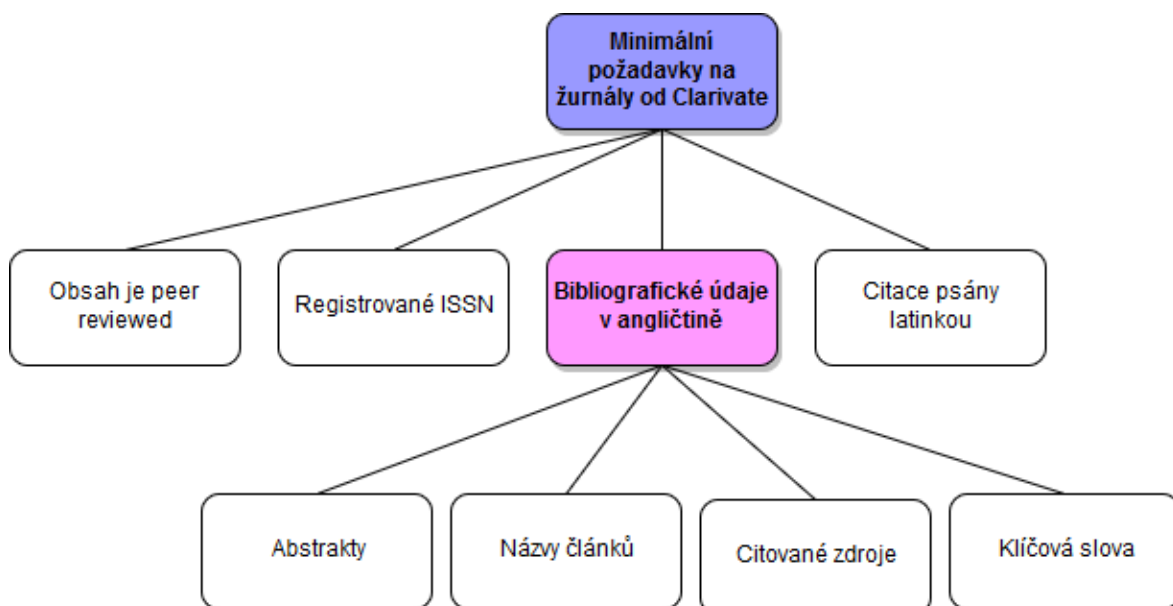 Minimální
požadavky na
žurnály od Clarivate
Obsah je peer
reviewed
Registrované ISSN
Bibliografické údaje
v angličtině
Citace psány
latinkou
Abstrakty
Názvy článků
Citované zdroje
Klíčová slova